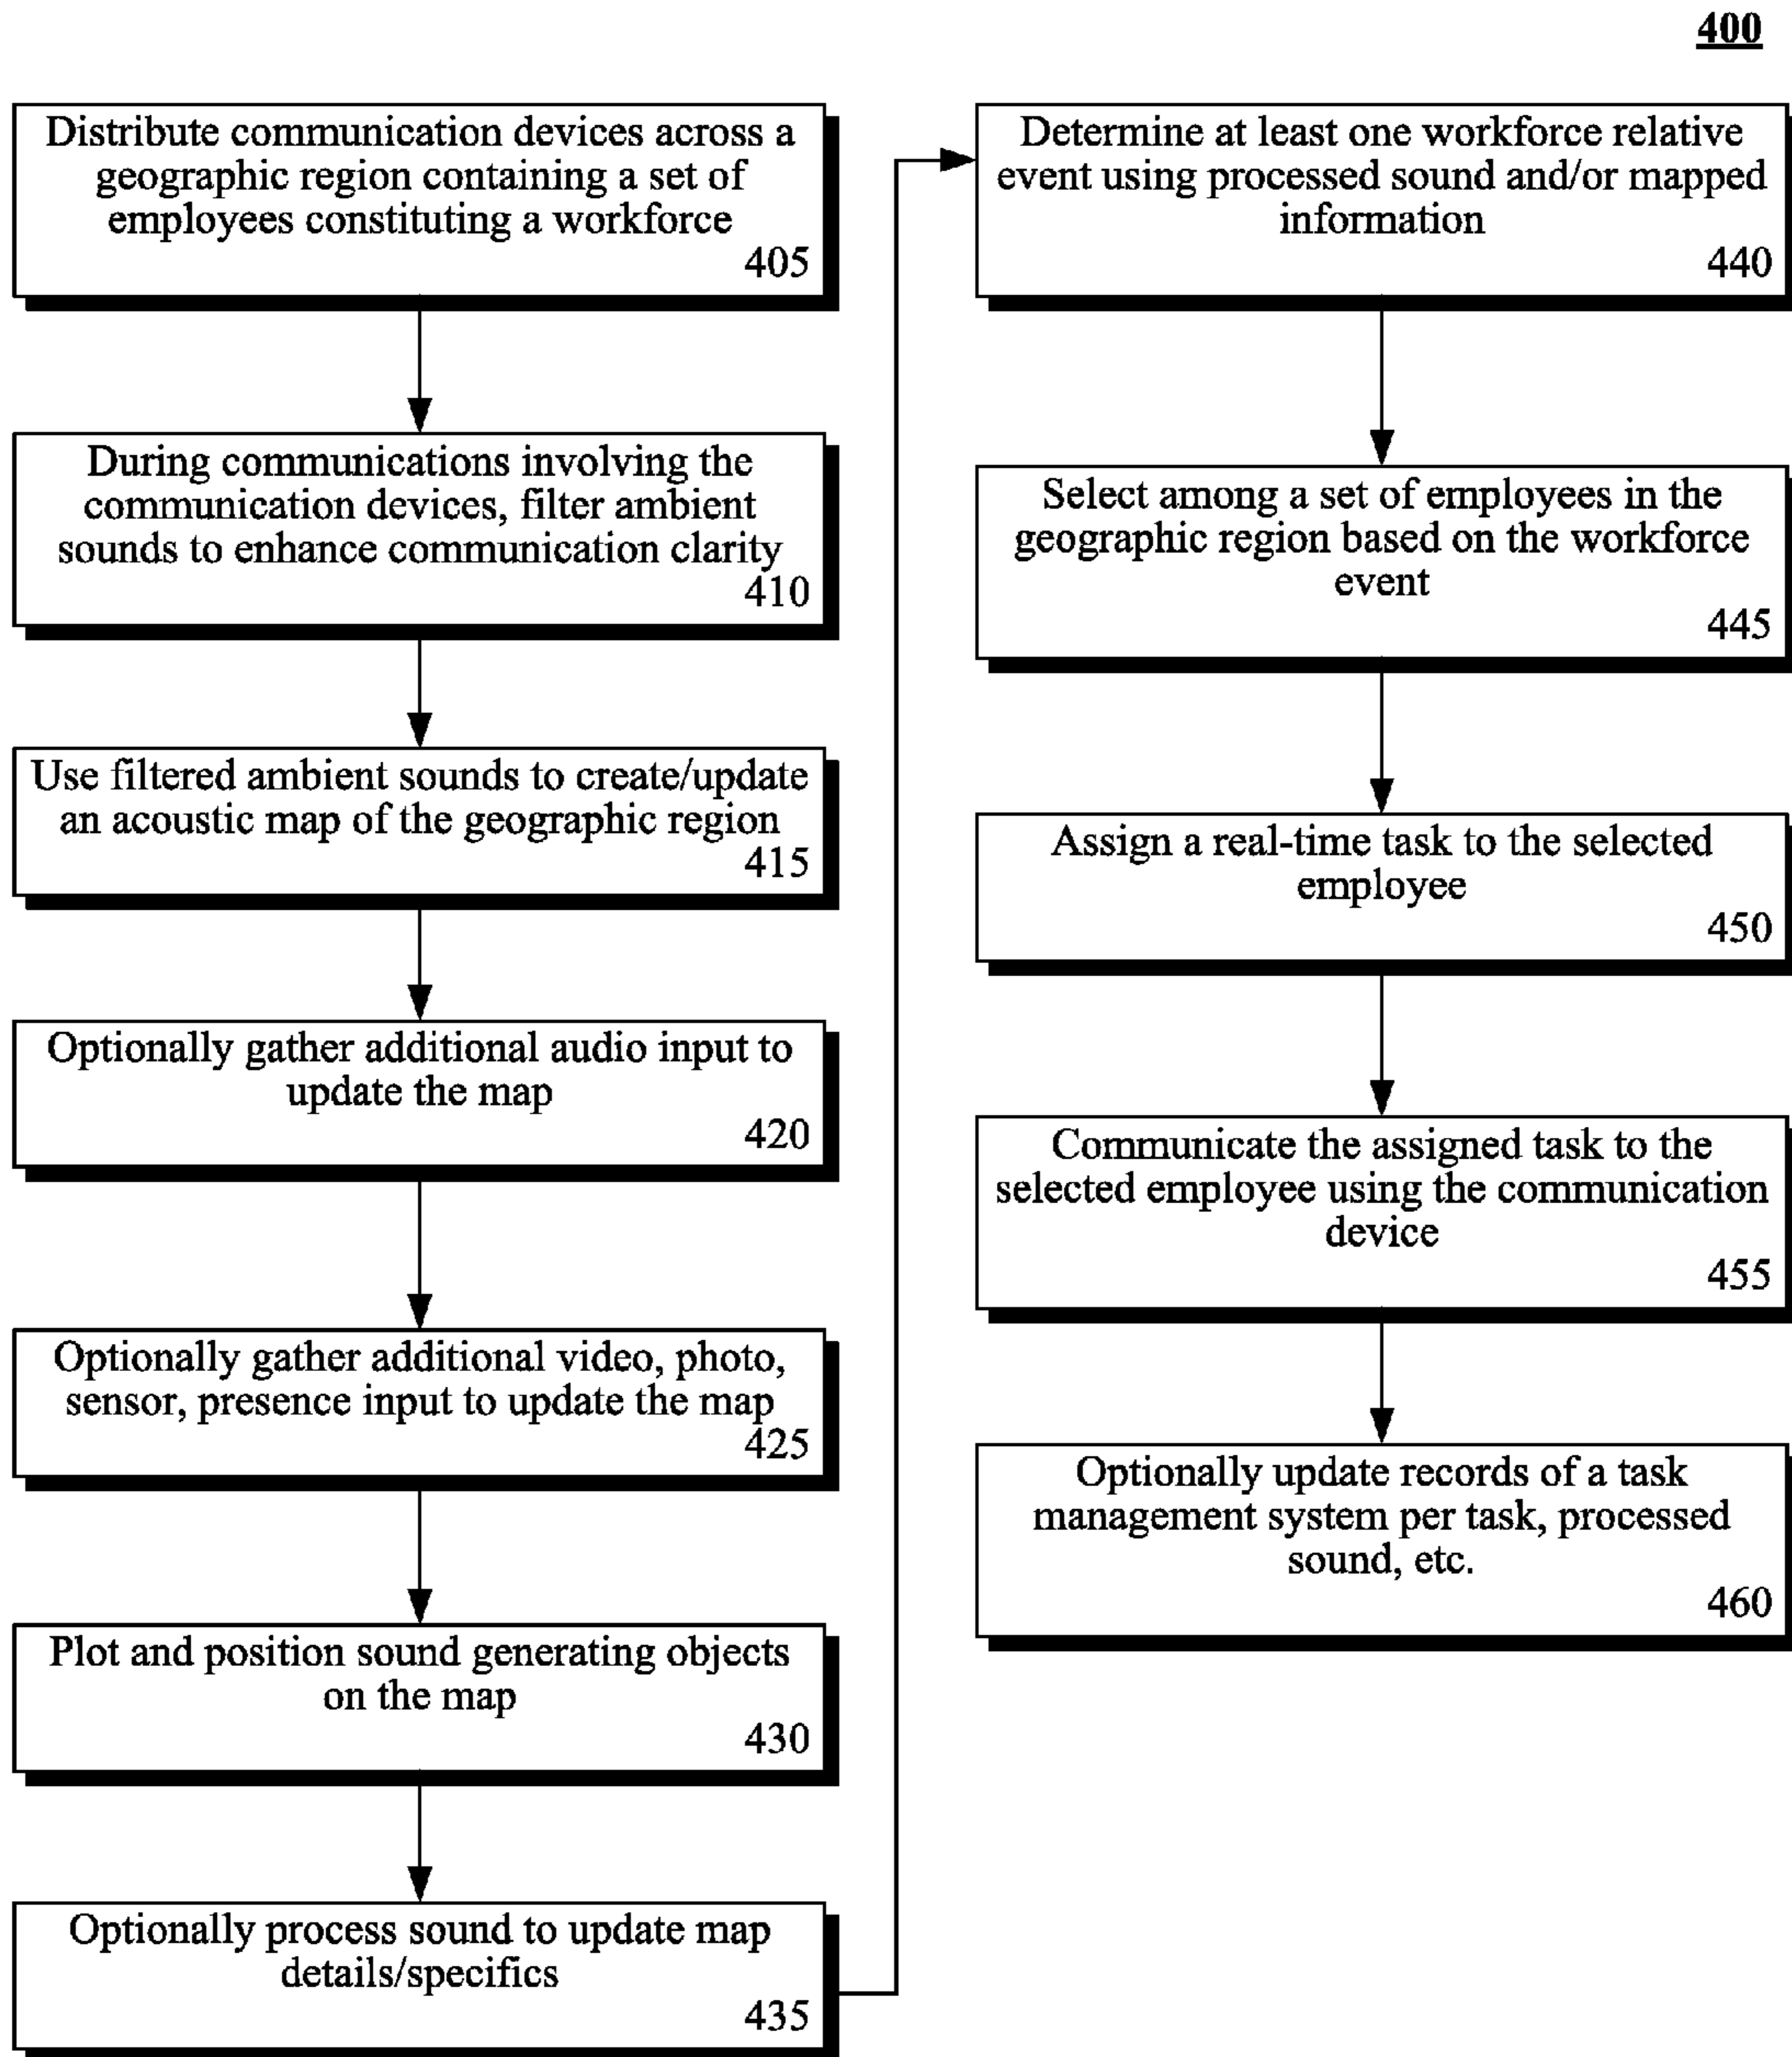 400
Distribute communication devices across a
geographic region containing a set of
employees constituting a workforce
405
During communications involving the
communication devices, filter ambient
sounds to enhance communication clarity
410
Use filtered ambient sounds to create/update
an acoustic map of the geographic region
415
Optionally gather additional audio input to
update the map
420
Optionally gather additional video, photo,
sensor, presence input to update the map
425
Plot and position sound generating objects
on the map
430
Optionally process sound to update map
details/specifics
435
Determine at least one workforce relative
event using processed sound and/or mapped
information
440
Select among a set of employees in the
geographic region based on the workforce
event
445
Assign a real-time task to the selected
employee
450
Communicate the assigned task to the
selected employee using the communication
device
455
Optionally update records of a task
management system per task, processed
sound, etc.
460